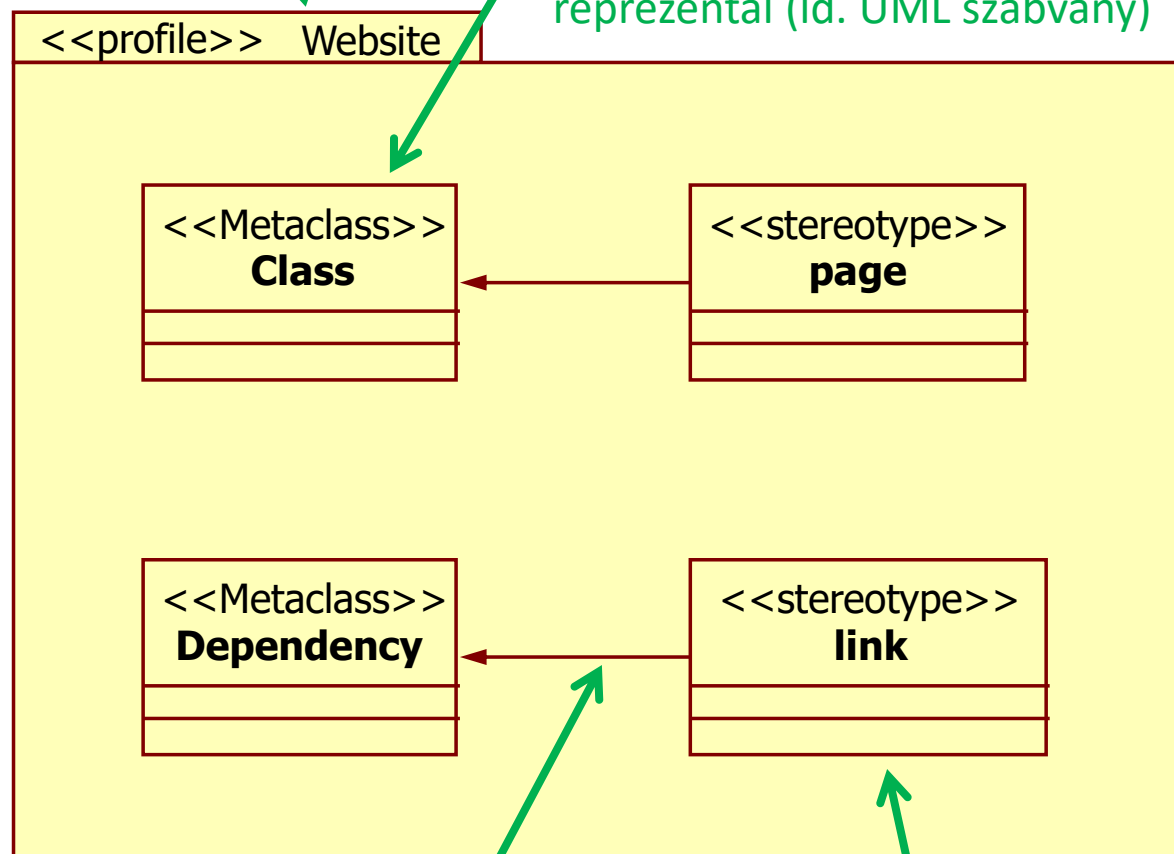 reprezentál (ld. UML szabvány)
<<profile>> Website
<<Metaclass>>
Class
<<stereotype>>
page
<<Metaclass>>
Dependency
<<stereotype>>
link